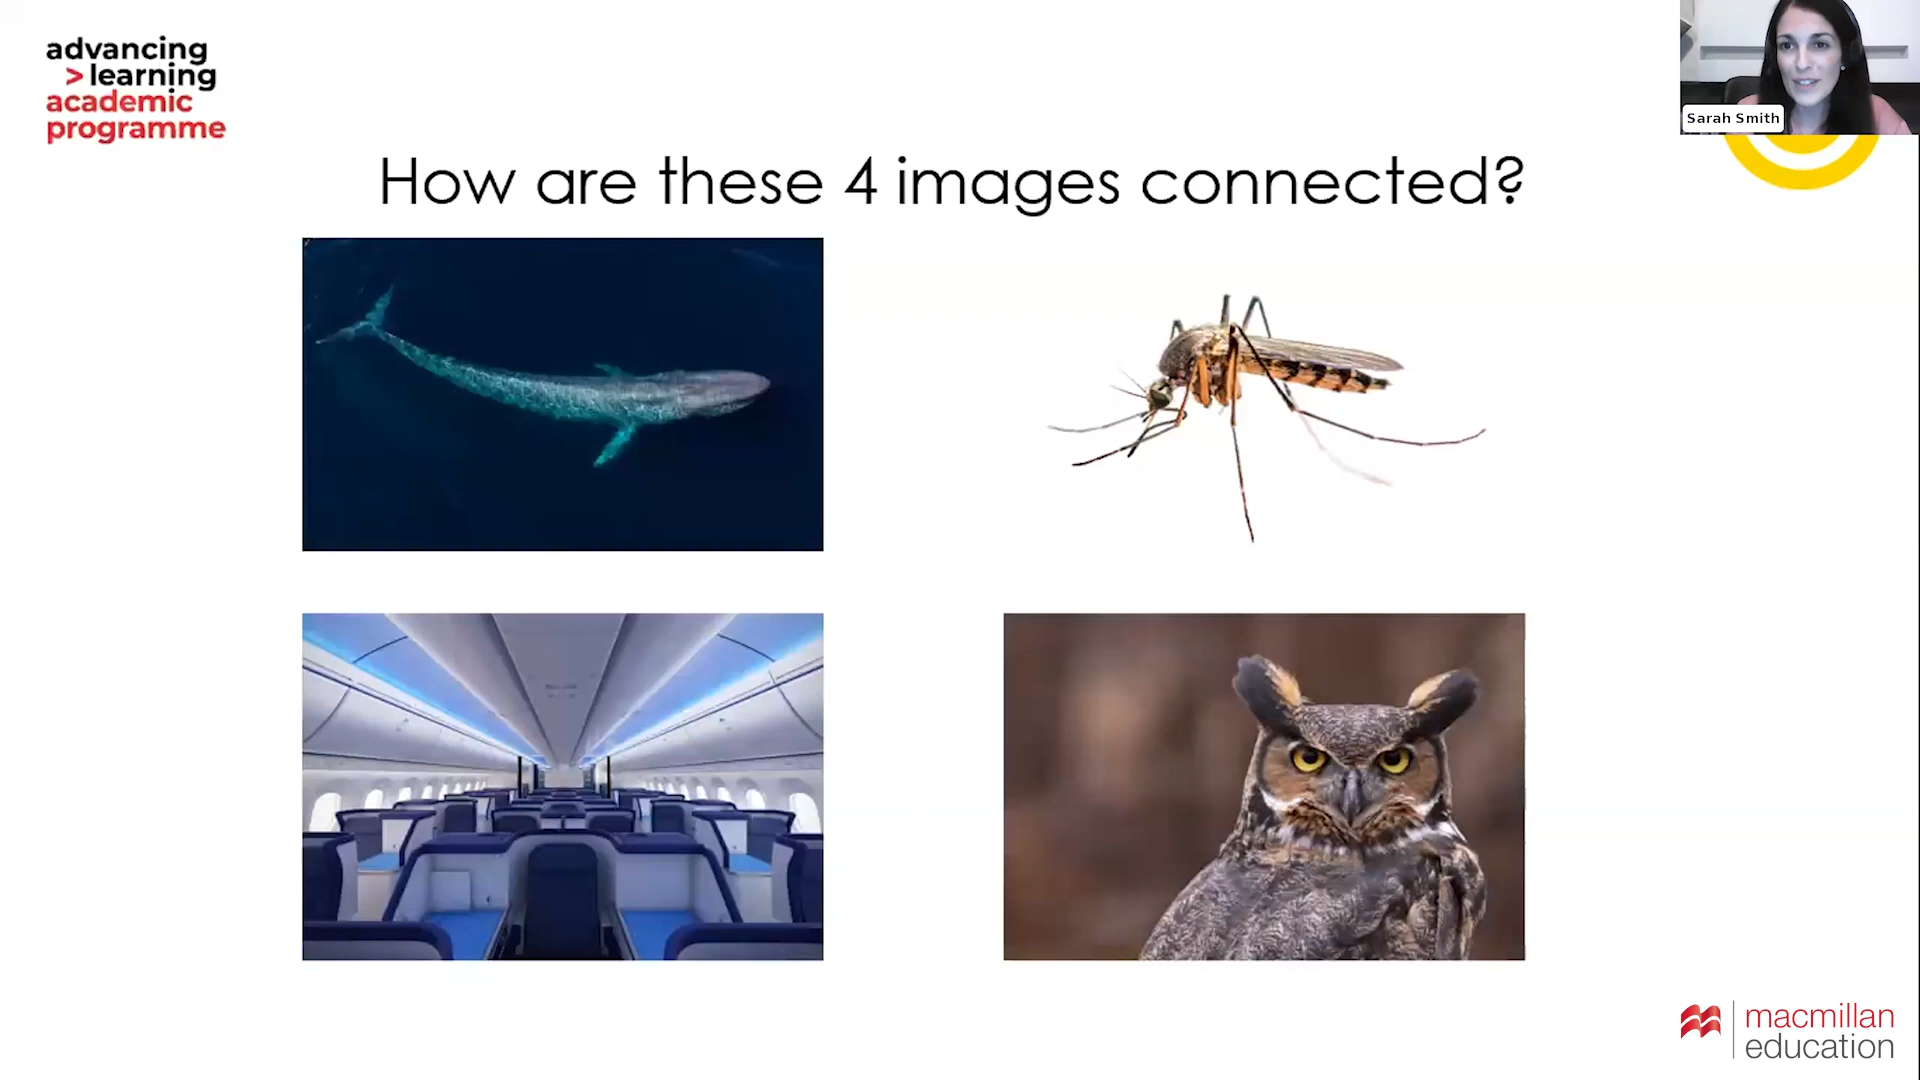 advancing
>learning
academic
programme
Sarah Smith
How are these 4 images connected?
macmillan
education